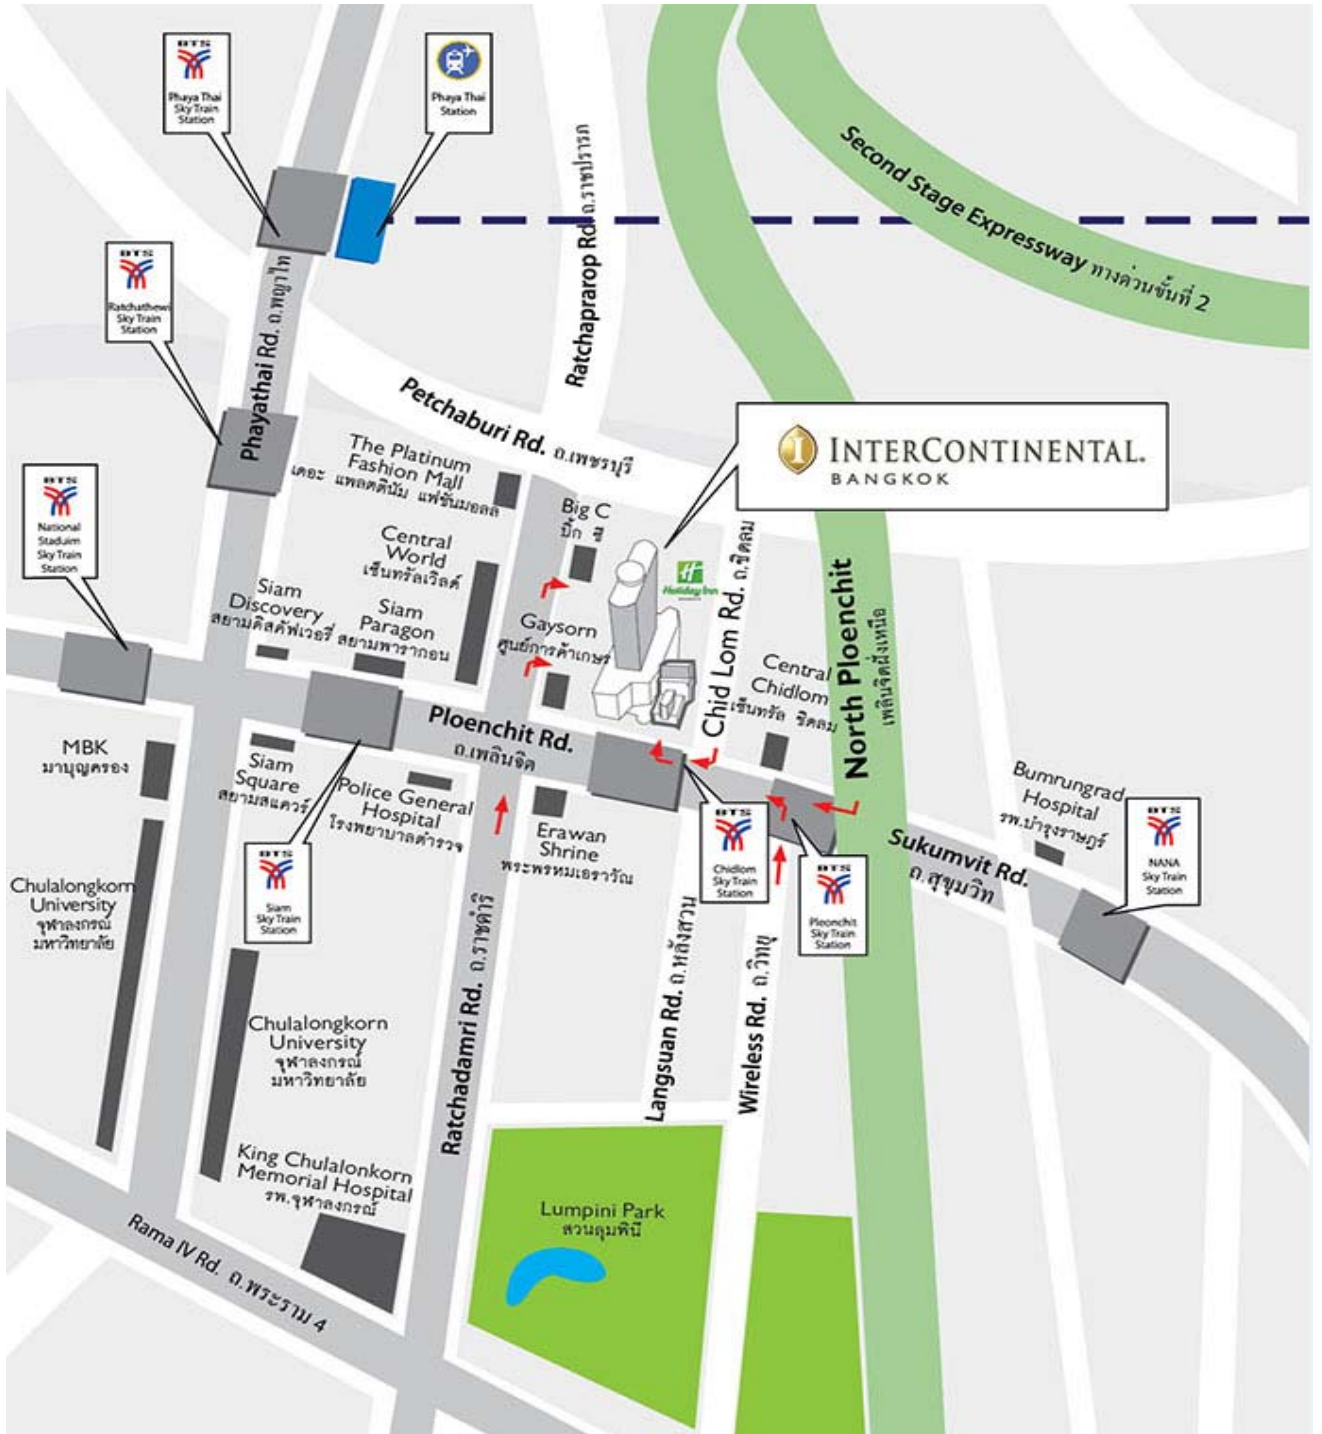 BTS
Phaya Thai
Sky Train
Station
Phaya Thai
Station
Second Stage Expressway ทางด่วนขั้นที่ 2
Ratchaprarop Rd. ถ.ราชปรารภ
BTS
Ratchathewi
Sky Train
Station
Phayathai Rd. ถ.พญาไท
Petchaburi Rd. ถ.เพชรบุรี
INTERCONTINENTAL.
BANGKOK
The Platinum
Fashion Mall
เดอะ แพลตตินัม แฟชั่นมอลล์
Big C
บิ๊ก ซี
BTS
National
Staduim
Sky Train
Station
Central
World
เซ็นทรัลเวิลด์
Holiday Inn
Chid Lom Rd. ถ.ชิดลม
North Ploenchit
เพลินจิตฝั่งเหนือ
Siam
Discovery
สยามดิสคัฟเวอรี่
Siam
Paragon
สยามพารากอน
Gaysorn
ศูนย์การค้าเกษร
Central
Chidlom
เซ็นทรัล ชิดลม
Ploenchit Rd.
ถ.เพลินจิต
MBK
มาบุญครอง
Siam
Square
สยามสแควร์
Police General
Hospital
โรงพยาบาลตำรวจ
Erawan
Shrine
พระพรหมเอราวัณ
BTS
Siam
Sky Train
Station
BTS
Chidlom
Sky Train
Station
BTS
Ploenchit
Sky Train
Station
Sukumvit Rd.
ถ.สุขุมวิท
Bumrungrad
Hospital
รพ.บำรุงราษฎร์
BTS
NANA
Sky Train
Station
Chulalongkorn
University
จุฬาลงกรณ์
มหาวิทยาลัย
Ratchadamri Rd. ถ.ราชดำริ
Langsuan Rd. ถ.หลังสวน
Wireless Rd. ถ.วิทยุ
Chulalongkorn
University
จุฬาลงกรณ์
มหาวิทยาลัย
King Chulalonkorn
Memorial Hospital
รพ.จุฬาลงกรณ์
Lumpini Park
สวนลุมพินี
Rama IV Rd. ถ.พระราม 4